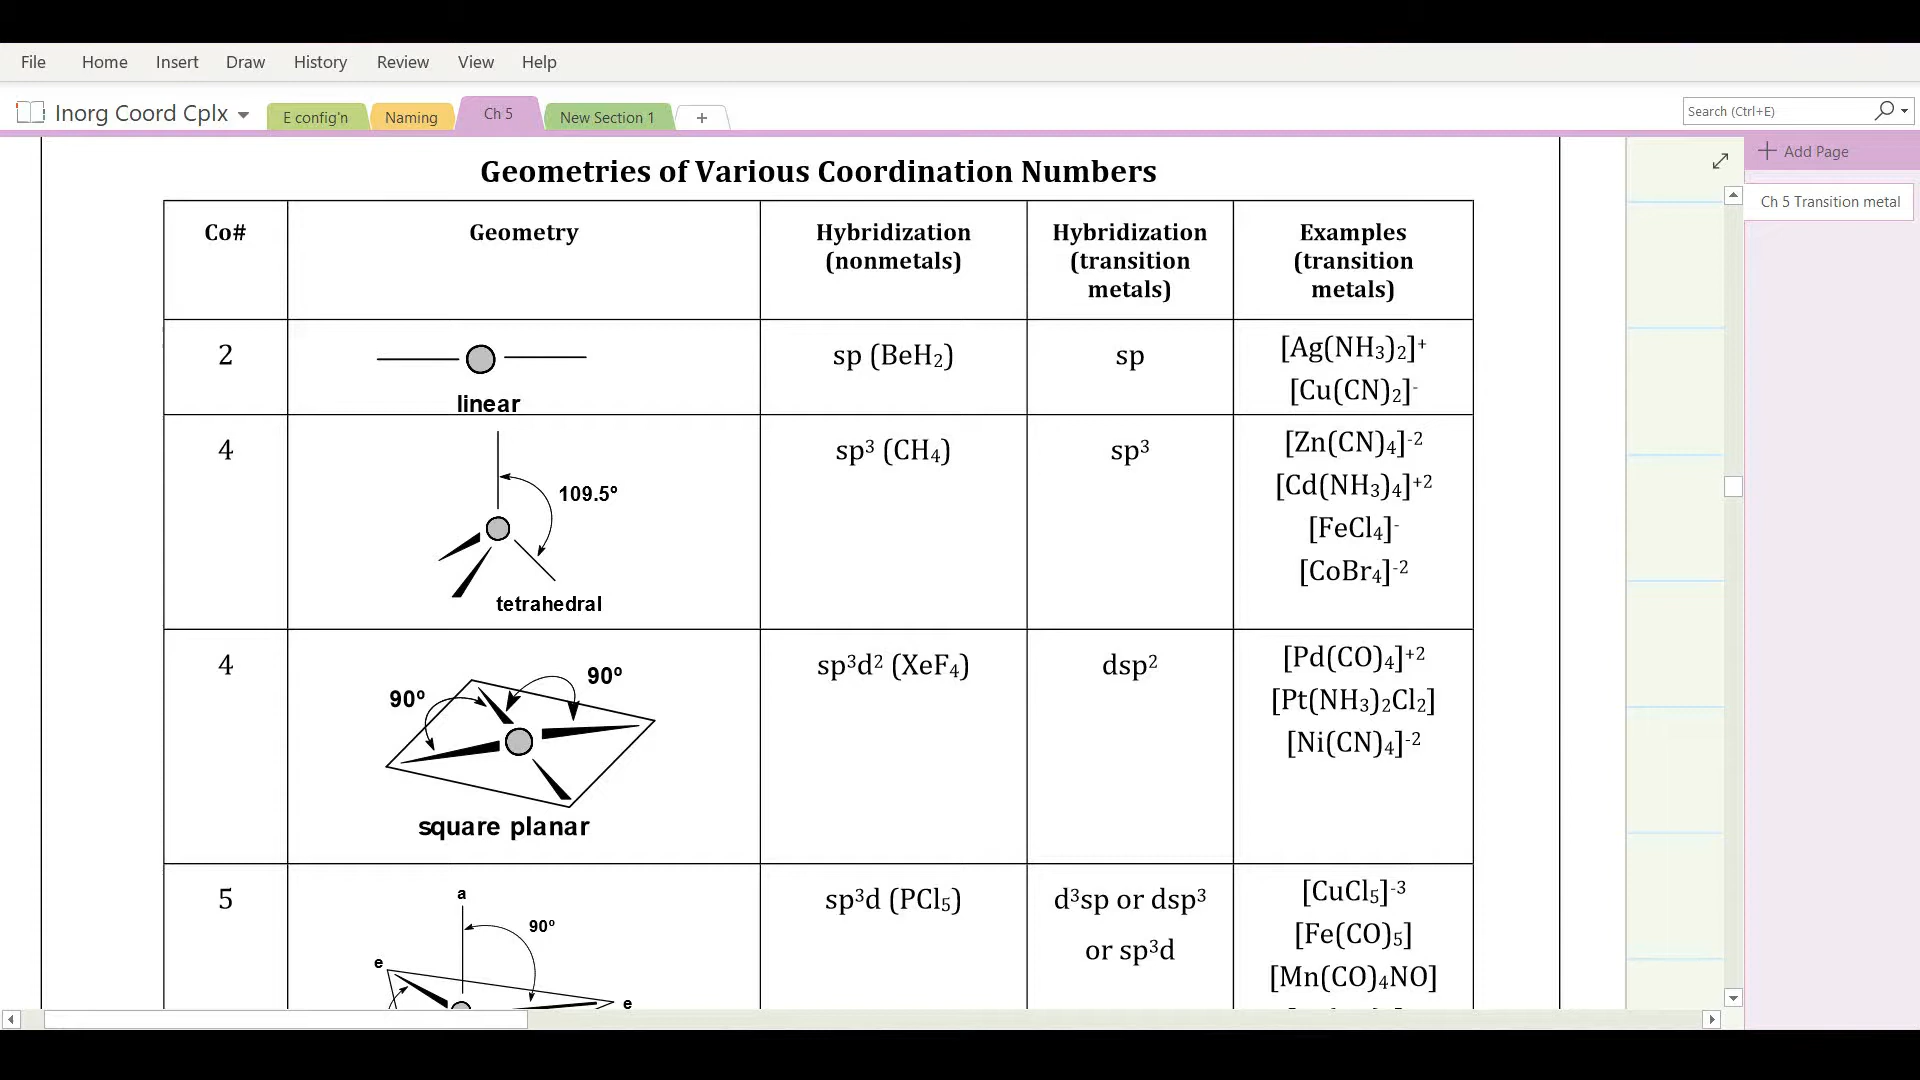 File Home Insert Draw History Review View Help
Inorg Coord Cplx E config'n Naming Ch 5 New Section 1 + Search (Ctrl+E)
Add Page
Ch 5 Transition metal
Geometries of Various Coordination Numbers
Co# Geometry Hybridization (nonmetals) Hybridization (transition metals) Examples (transition metals)
2 sp (BeH₂) sp [Ag(NH₃)₂]⁺
[Cu(CN)₂]⁻
linear
4 sp³ (CH₄) sp³ [Zn(CN)₄]⁻²
109.5º [Cd(NH₃)₄]⁺²
[FeCl₄]⁻
[CoBr₄]⁻²
tetrahedral
4 sp³d² (XeF₄) dsp² [Pd(CO)₄]⁺²
90º 90º [Pt(NH₃)₂Cl₂]
[Ni(CN)₄]⁻²
square planar
5 a sp³d (PCl₅) d³sp or dsp³ [CuCl₅]⁻³
90º or sp³d [Fe(CO)₅]
e [Mn(CO)₄NO]
e